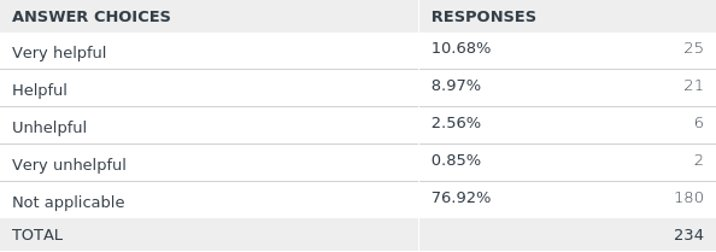 ANSWER CHOICES RESPONSES
Very helpful 10.68% 25
Helpful 8.97% 21
Unhelpful 2.56% 6
Very unhelpful 0.85% 2
Not applicable 76.92% 180
TOTAL 234